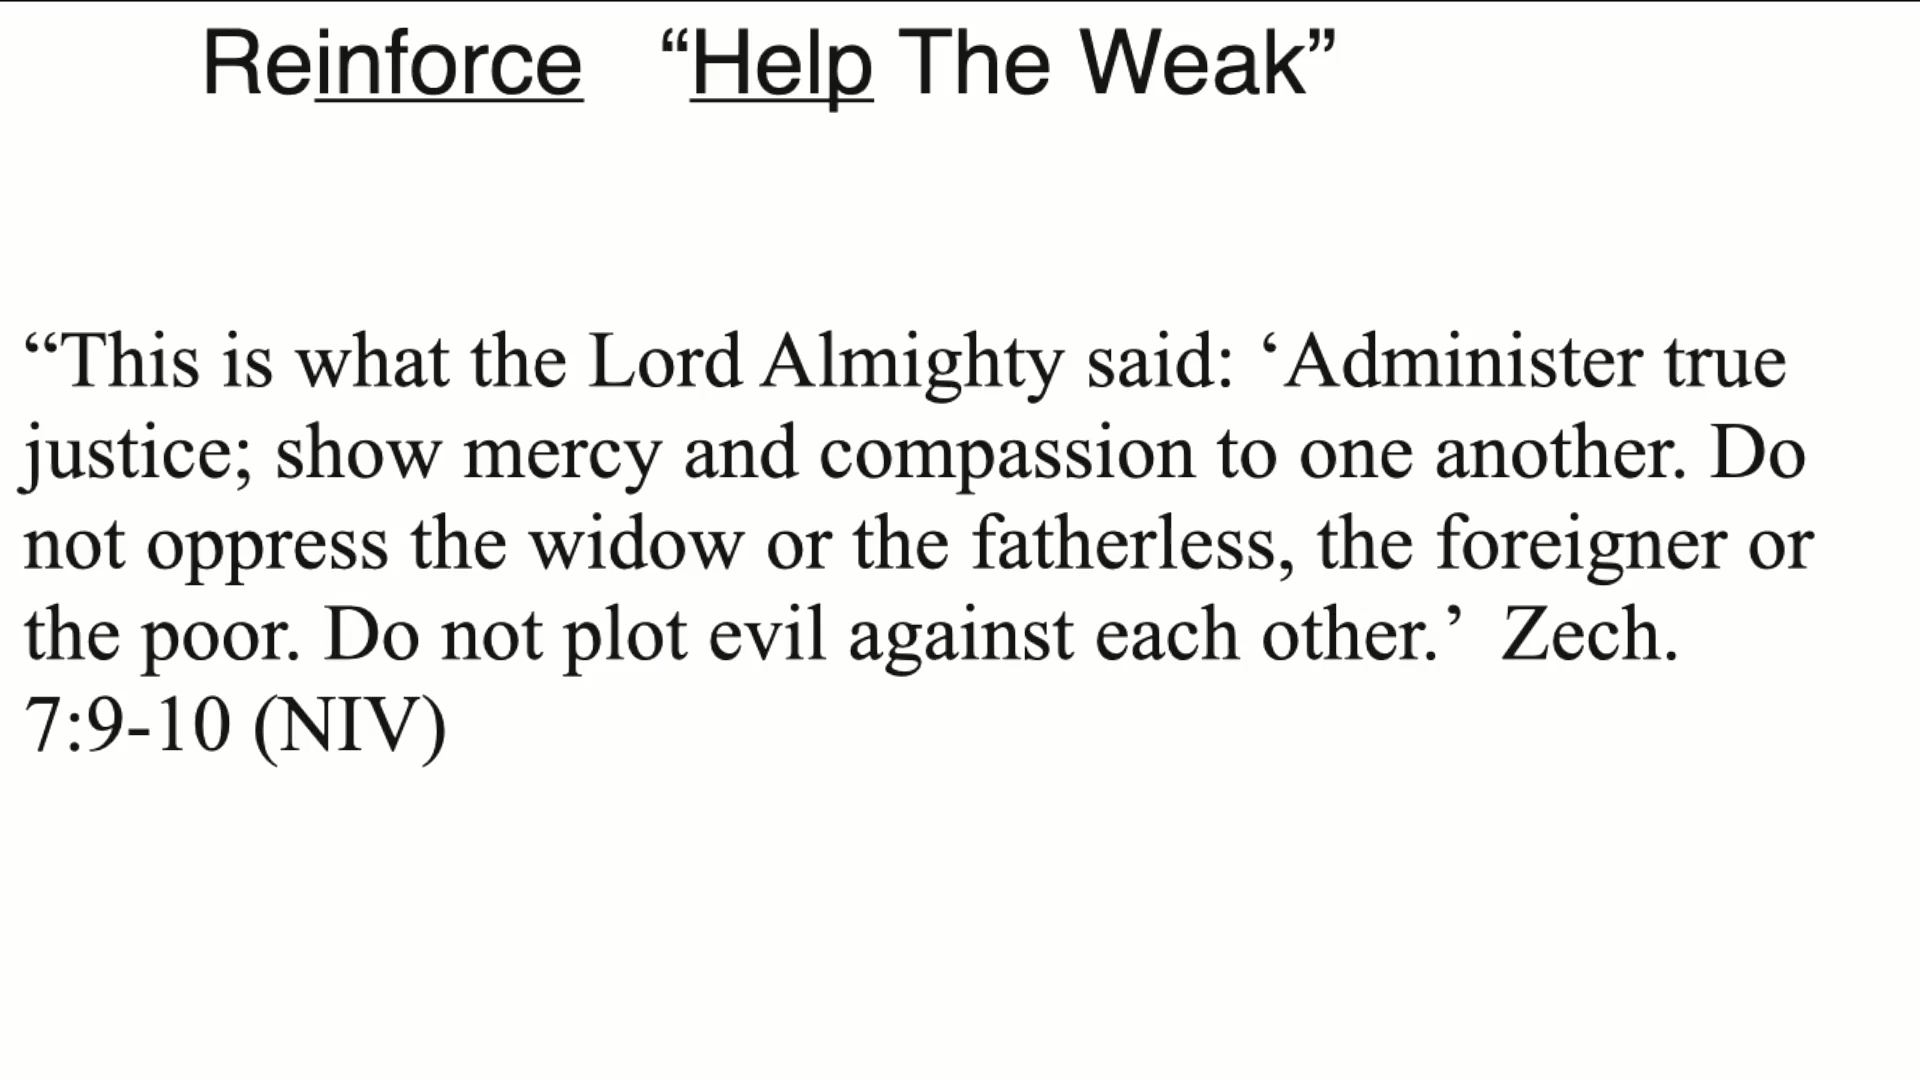 Reinforce “Help The Weak”
“This is what the Lord Almighty said: ‘Administer true
justice; show mercy and compassion to one another. Do
not oppress the widow or the fatherless, the foreigner or
the poor. Do not plot evil against each other.’ Zech.
7:9-10 (NIV)